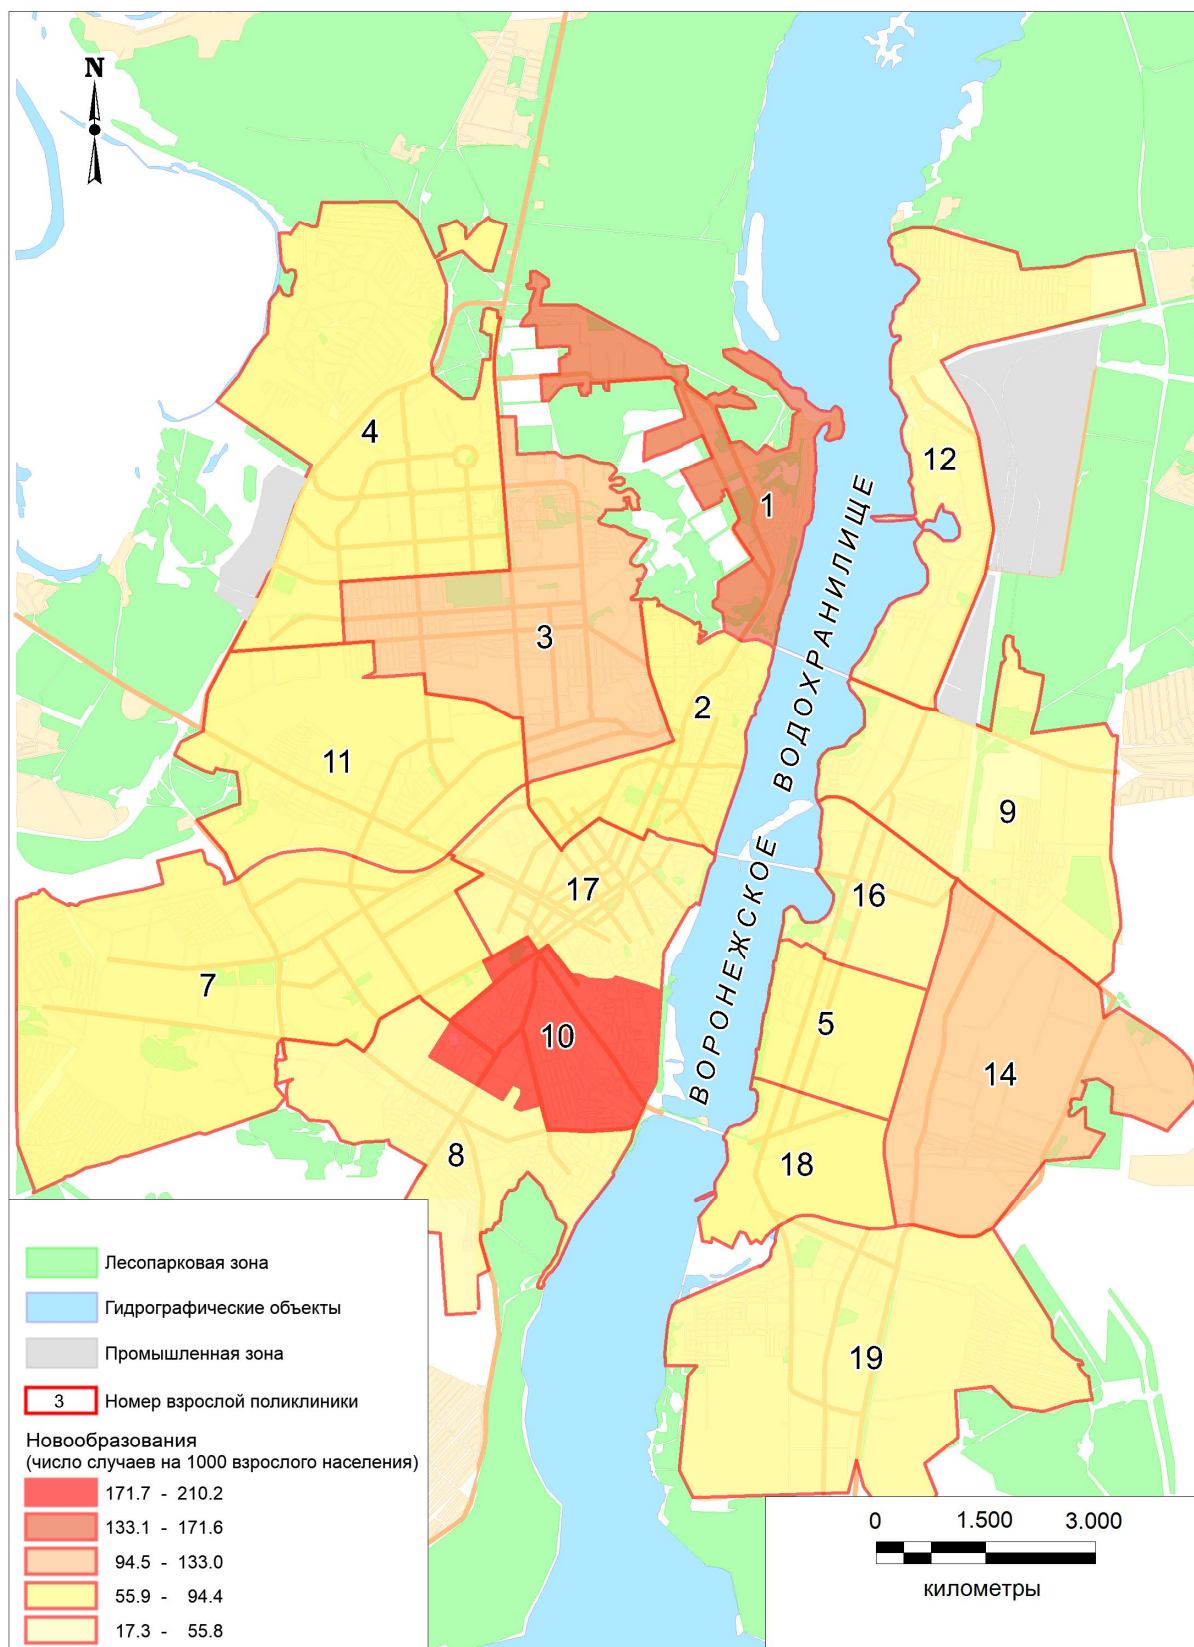 N
4
1
12
3
2
11
9
17
16
7
5
10
14
8
18
19
ВОРОНЕЖСКОЕ ВОДОХРАНИЛИЩЕ
Лесопарковая зона
Гидрографические объекты
Промышленная зона
3 Номер взрослой поликлиники
Новообразования
(число случаев на 1000 взрослого населения)
171.7 - 210.2
133.1 - 171.6
94.5 - 133.0
55.9 - 94.4
17.3 - 55.8
0 1.500 3.000
километры